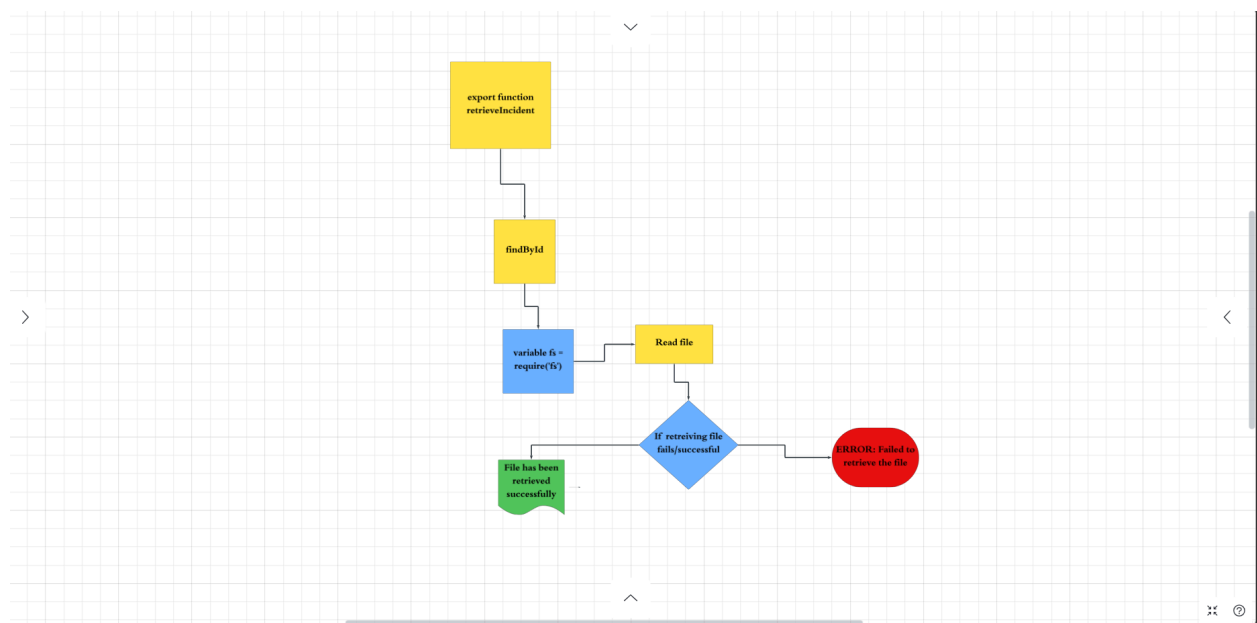 export function
retrieveIncident
findById
variable fs =
require('fs')
Read file
If retreiving file
fails/successful
File has been
retrieved
successfully
ERROR: Failed to
retrieve the file